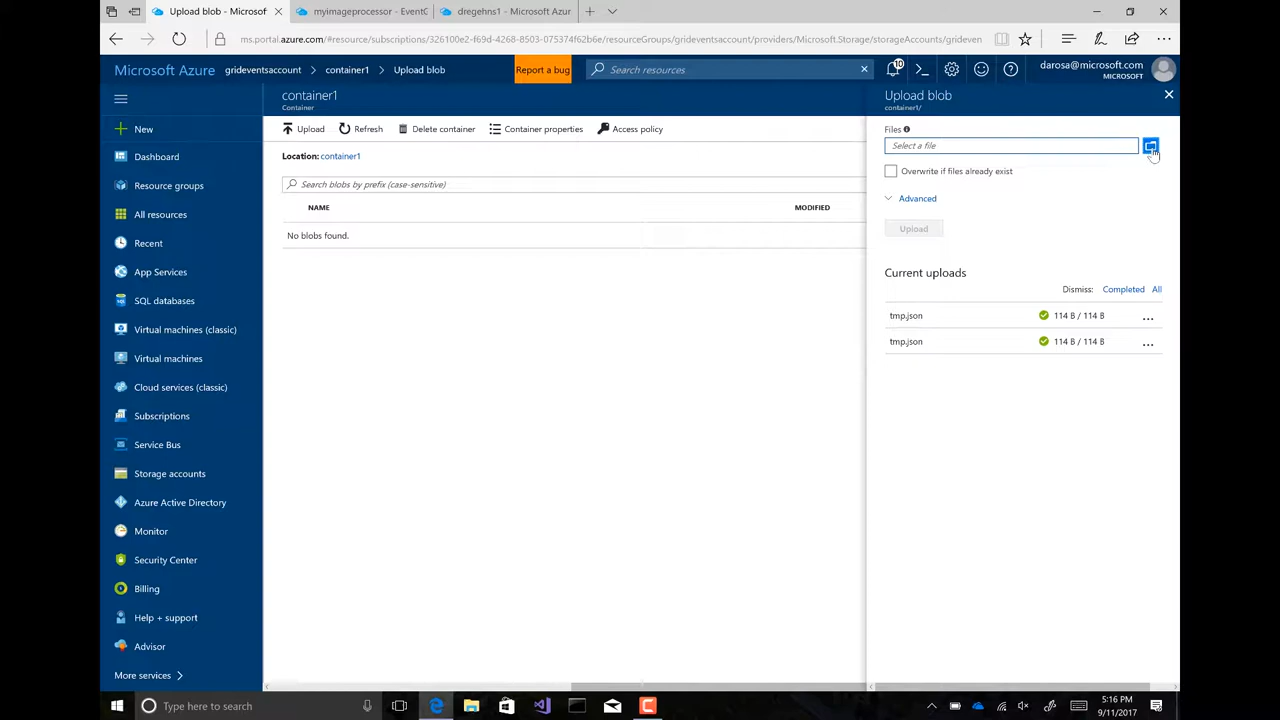 Upload blob - Microsof
myimageprocessor - EventG
dregehns1 - Microsoft Azur
ms.portal.azure.com/#resource/subscriptions/326100e2-f69d-4268-8503-075374f62b6e/resourceGroups/grideventsaccount/providers/Microsoft.Storage/storageAccounts/grideven
Microsoft Azure
grideventsaccount > container1 > Upload blob
Report a bug
Search resources
10
darosa@microsoft.com
MICROSOFT
New
Dashboard
Resource groups
All resources
Recent
App Services
SQL databases
Virtual machines (classic)
Virtual machines
Cloud services (classic)
Subscriptions
Service Bus
Storage accounts
Azure Active Directory
Monitor
Security Center
Billing
Help + support
Advisor
More services >
container1
Container
Upload Refresh Delete container Container properties Access policy
Location: container1
Search blobs by prefix (case-sensitive)
NAME MODIFIED
No blobs found.
Upload blob
container1/
Files
Select a file
Overwrite if files already exist
Advanced
Upload
Current uploads
Dismiss: Completed All
tmp.json 114 B / 114 B ...
tmp.json 114 B / 114 B ...
Type here to search
5:16 PM
9/11/2017